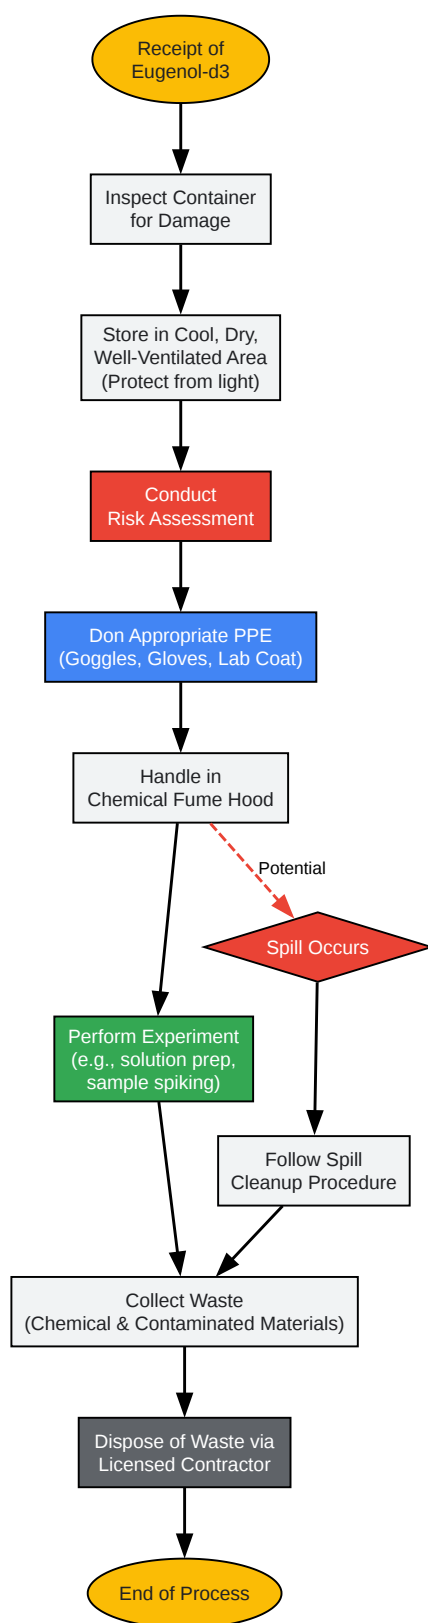 Receipt of
Eugenol-d3
Inspect Container
for Damage
Store in Cool, Dry,
Well-Ventilated Area
(Protect from light)
Conduct
Risk Assessment
Don Appropriate PPE
(Goggles, Gloves, Lab Coat)
Handle in
Chemical Fume Hood
Potential
Spill Occurs
Perform Experiment
(e.g., solution prep,
sample spiking)
Follow Spill
Cleanup Procedure
Collect Waste
(Chemical & Contaminated Materials)
Dispose of Waste via
Licensed Contractor
End of Process